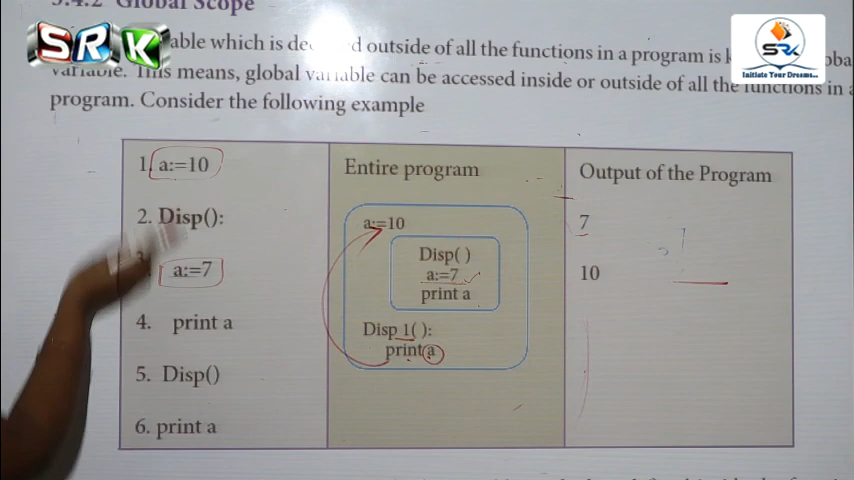 3.4.2 Global Scope
SRK
able which is de d outside of all the functions in a program is
SRK
Initiate Your Dreams...
variable. This means, global variable can be accessed inside or outside of all the functions in a
program. Consider the following example
1. a:=10
2. Disp():
a:=7
4. print a
5. Disp()
6. print a
Entire program
a:=10
Disp( )
a:=7
print a
Disp 1( ):
print a
Output of the Program
7
10